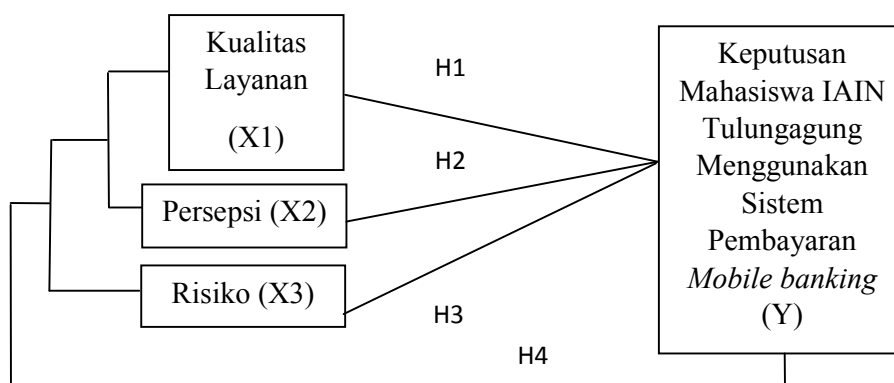 Kualitas
Layanan
(X1)
Persepsi (X2)
Risiko (X3)
H1
H2
H3
H4
Keputusan
Mahasiswa IAIN
Tulungagung
Menggunakan
Sistem
Pembayaran
Mobile banking
(Y)